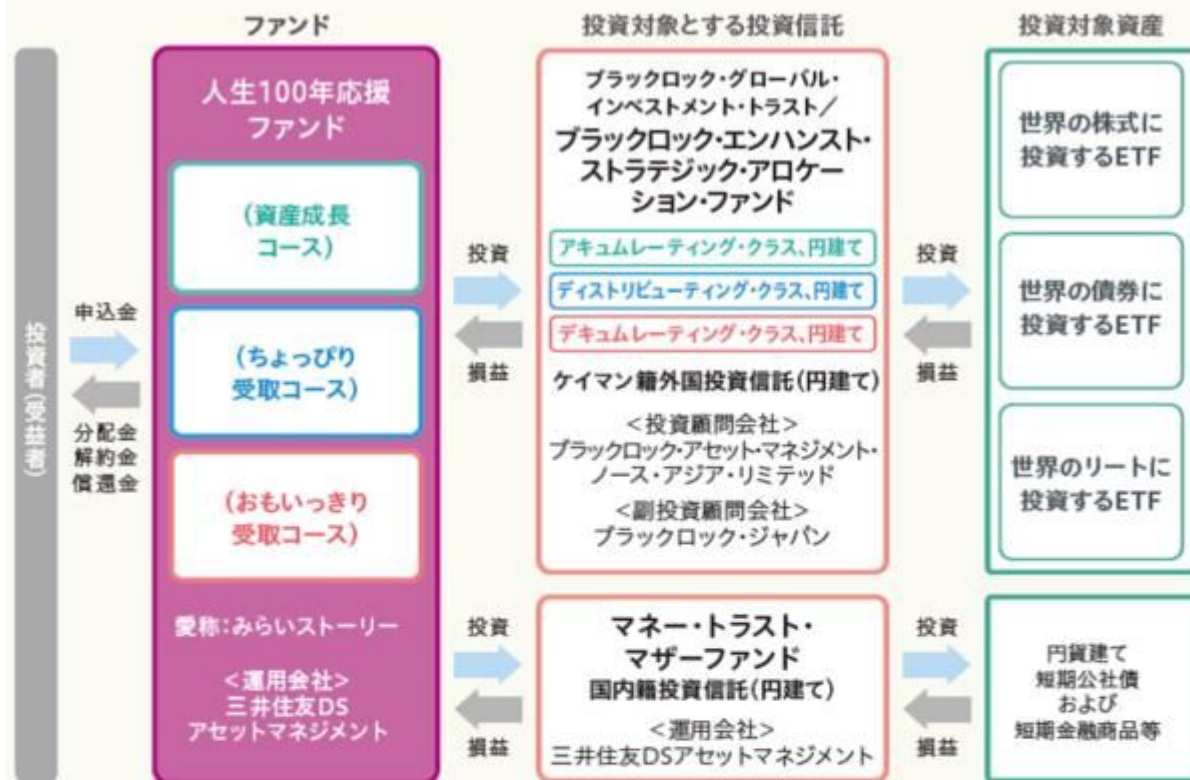 ファンド
投資対象とする投資信託
投資対象資産
投資者(受益者)
申込金
分配金
解約金
償還金
人生100年応援
ファンド
(資産成長
コース)
(ちょっぴり
受取コース)
(おもいっきり
受取コース)
愛称:みらいストーリー
<運用会社>
三井住友DS
アセットマネジメント
投資
損益
ブラックロック・グローバル・
インベストメント・トラスト/
ブラックロック・エンハンスト・
ストラテジック・アロケー
ション・ファンド
アキュムレーティング・クラス、円建て
ディストリビューティング・クラス、円建て
デキュムレーティング・クラス、円建て
ケイマン籍外国投資信託(円建て)
<投資顧問会社>
ブラックロック・アセット・マネジメント・
ノース・アジア・リミテッド
<副投資顧問会社>
ブラックロック・ジャパン
投資
損益
世界の株式に
投資するETF
世界の債券に
投資するETF
世界のリートに
投資するETF
投資
損益
マネー・トラスト・
マザーファンド
国内籍投資信託(円建て)
<運用会社>
三井住友DSアセットマネジメント
投資
損益
円貨建て
短期公社債
および
短期金融商品等